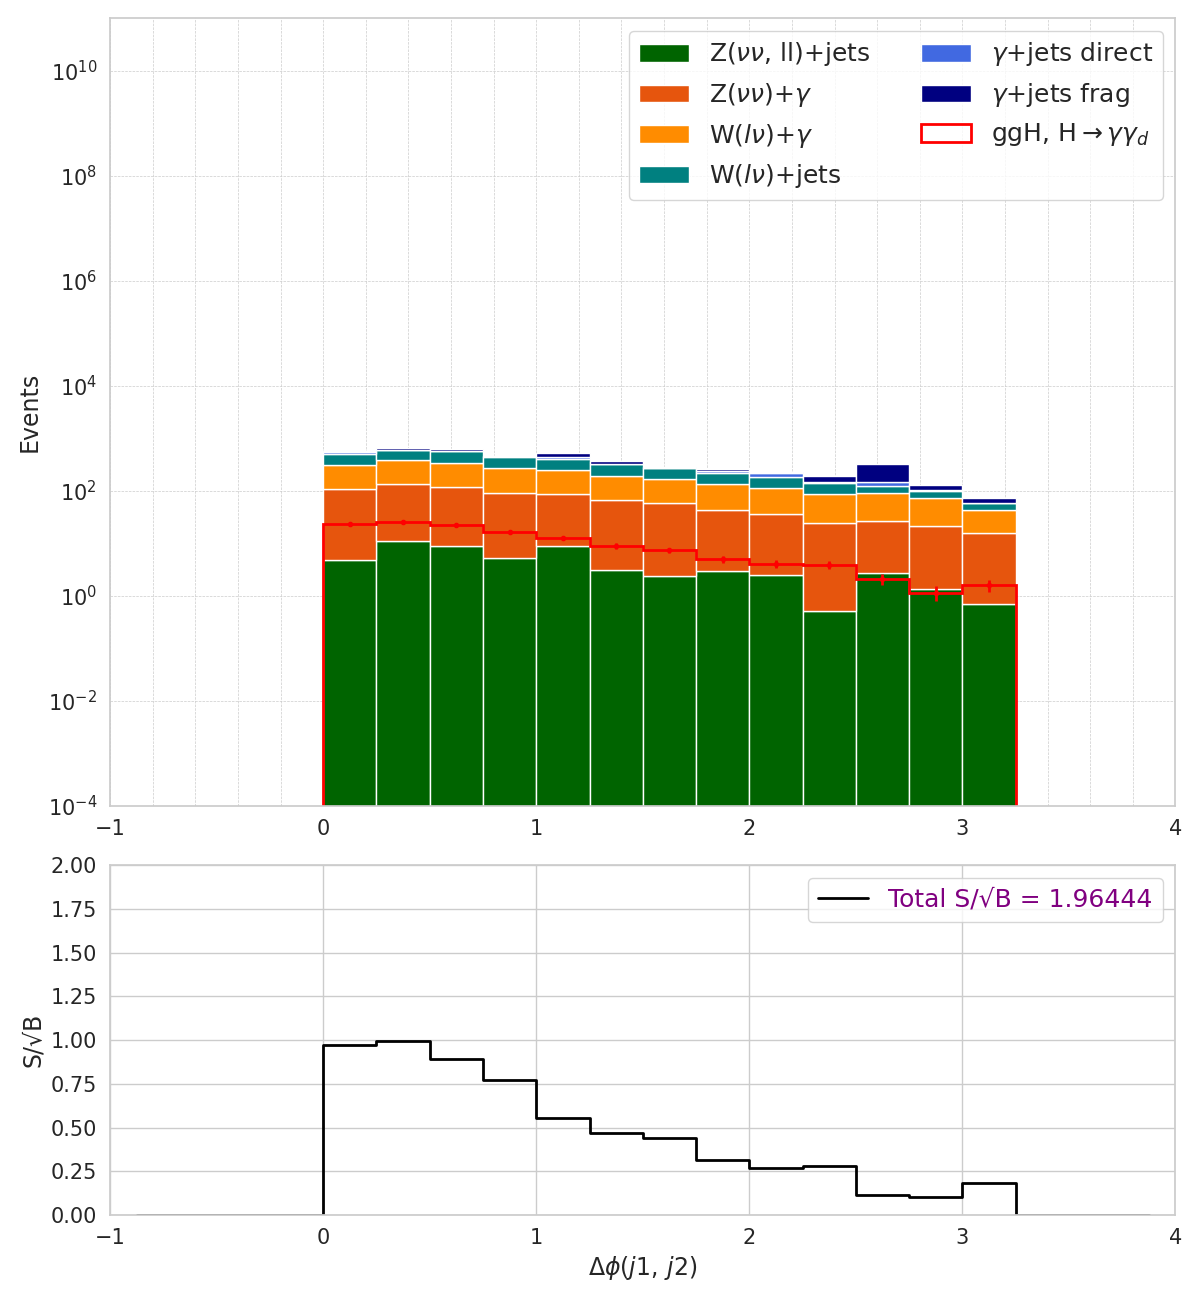 Z(νν, ll)+jets
Z(νν)+γ
W(lν)+γ
W(lν)+jets
γ+jets direct
γ+jets frag
ggH, H→γγ_d
Events
10^10
10^8
10^6
10^4
10^2
10^0
10^−2
10^−4
−1 0 1 2 3 4
Total S/√B = 1.96444
S/√B
2.00
1.75
1.50
1.25
1.00
0.75
0.50
0.25
0.00
−1 0 1 2 3 4
Δϕ(j1, j2)